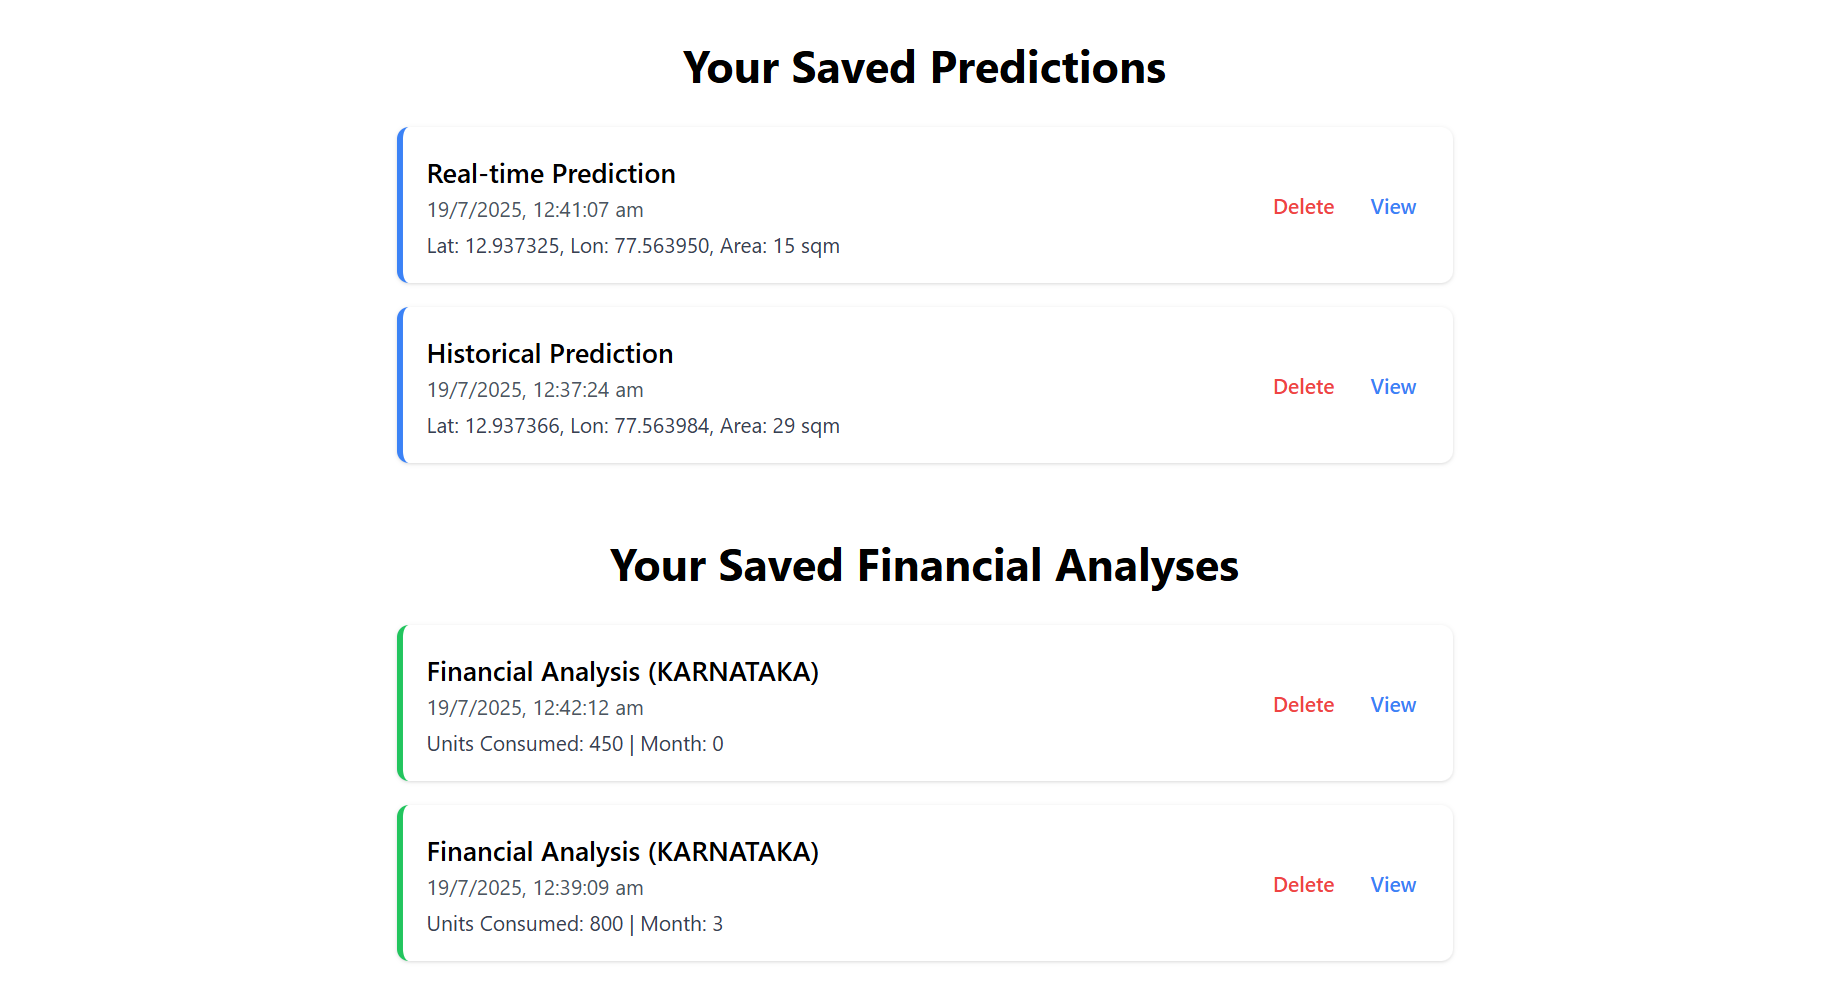 Your Saved Predictions
Real-time Prediction
19/7/2025, 12:41:07 am
Lat: 12.937325, Lon: 77.563950, Area: 15 sqm
Delete View
Historical Prediction
19/7/2025, 12:37:24 am
Lat: 12.937366, Lon: 77.563984, Area: 29 sqm
Delete View
Your Saved Financial Analyses
Financial Analysis (KARNATAKA)
19/7/2025, 12:42:12 am
Units Consumed: 450 | Month: 0
Delete View
Financial Analysis (KARNATAKA)
19/7/2025, 12:39:09 am
Units Consumed: 800 | Month: 3
Delete View